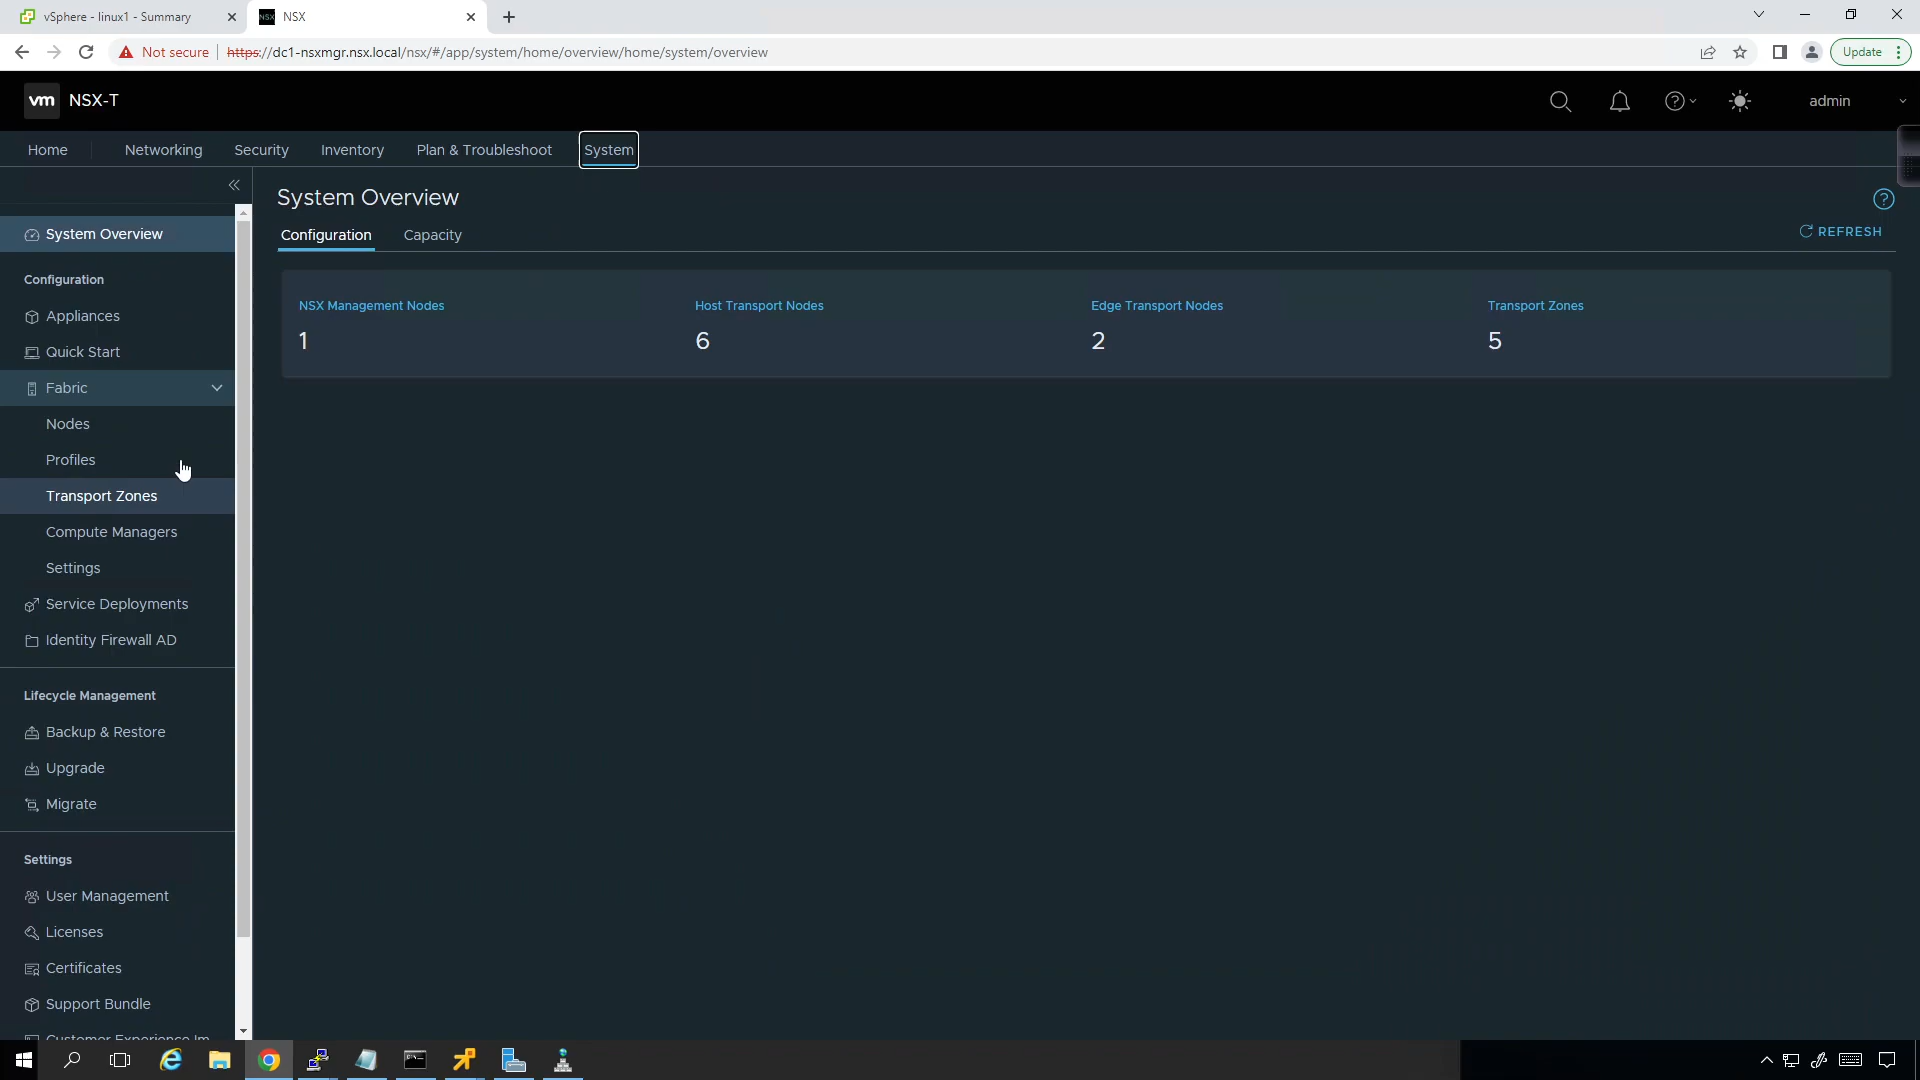 vSphere - linux1 - Summary
NSX
Not secure
https://dc1-nsxmgr.nsx.local/nsx/#/app/system/home/overview/home/system/overview
Update
vm NSX-T
admin
Home
Networking
Security
Inventory
Plan & Troubleshoot
System
System Overview
Configuration
Appliances
Quick Start
Fabric
Nodes
Profiles
Transport Zones
Compute Managers
Settings
Service Deployments
Identity Firewall AD
Lifecycle Management
Backup & Restore
Upgrade
Migrate
Settings
User Management
Licenses
Certificates
Support Bundle
Customer Experience Im
System Overview
Configuration
Capacity
REFRESH
NSX Management Nodes
1
Host Transport Nodes
6
Edge Transport Nodes
2
Transport Zones
5